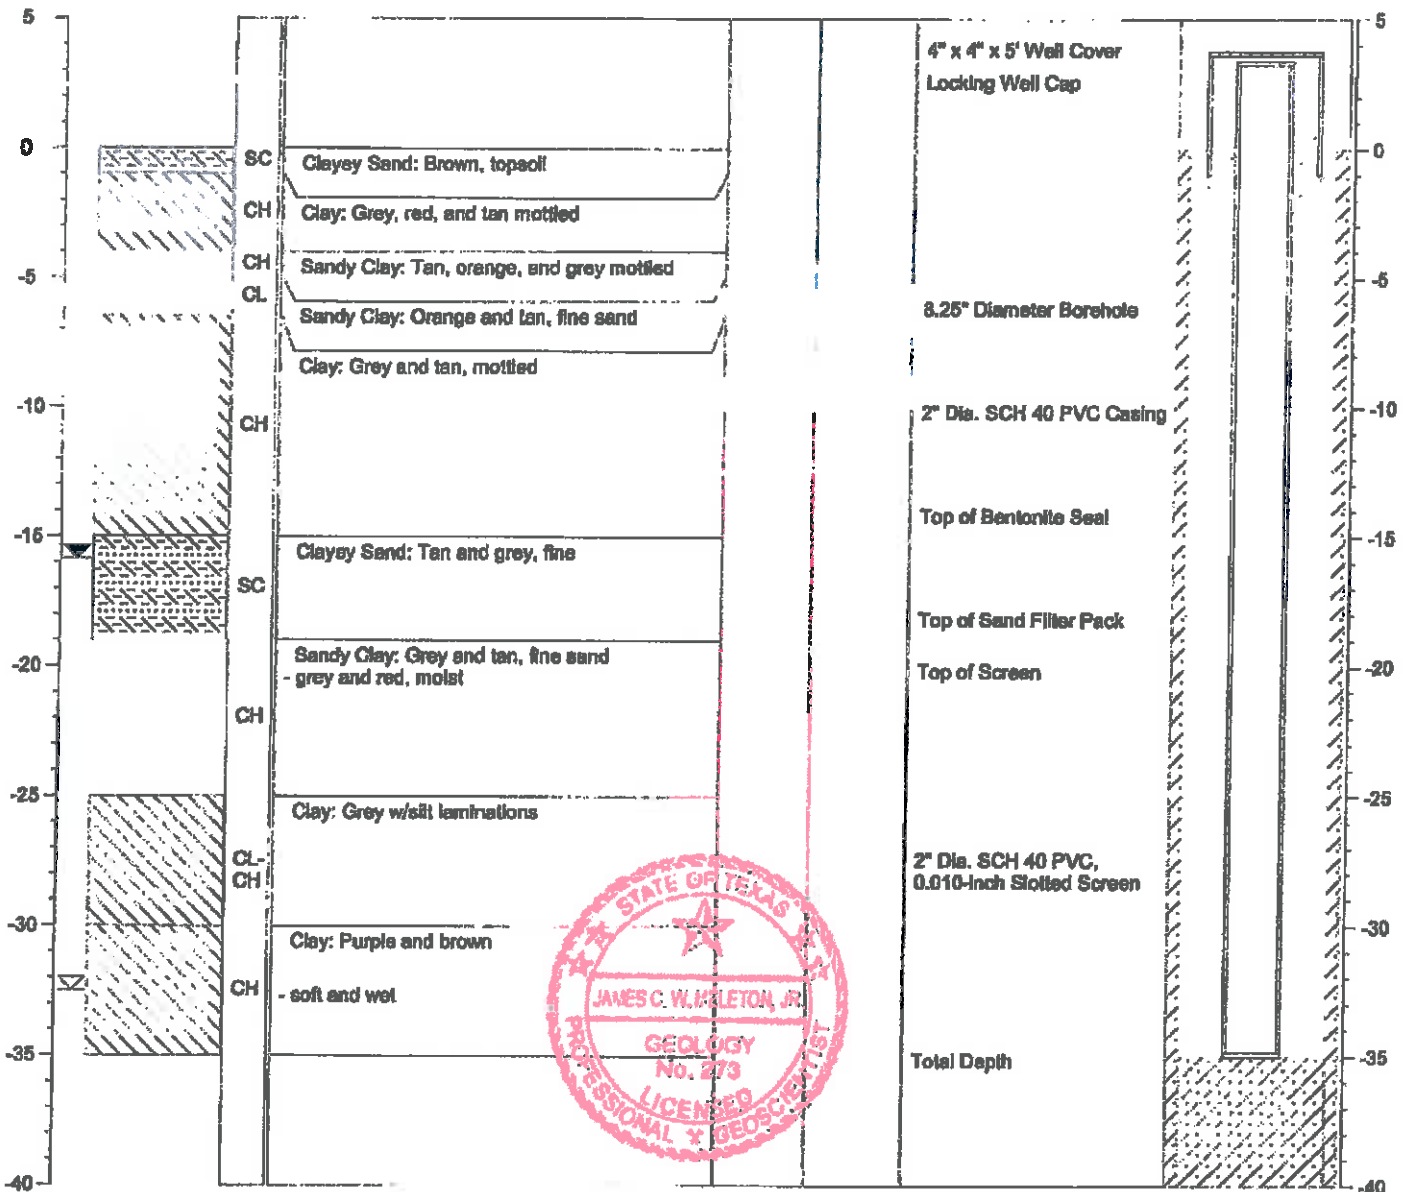 5
0
-5
-10
-15
-20
-25
-30
-35
-40
SC
CH
CH
CL
CH
SC
CH
CL-
CH
CH
Clayey Sand: Brown, topsoil
Clay: Grey, red, and tan mottled
Sandy Clay: Tan, orange, and grey mottled
Sandy Clay: Orange and tan, fine sand
Clay: Grey and tan, mottled
Clayey Sand: Tan and grey, fine
Sandy Clay: Grey and tan, fine sand
- grey and red, moist
Clay: Grey w/silt laminations
Clay: Purple and brown
- soft and wet
STATE OF TEXAS
JAMES C. W. JR.
GEOLOGY
No. 273
LICENSED
PROFESSIONAL GEOSCIENTIST
4" x 4" x 5' Well Cover
Locking Well Cap
8.25" Diameter Borehole
2" Dia. SCH 40 PVC Casing
Top of Bentonite Seal
Top of Sand Filter Pack
Top of Screen
2" Dia. SCH 40 PVC,
0.010-inch Slotted Screen
Total Depth
5
0
-5
-10
-15
-20
-25
-30
-35
-40